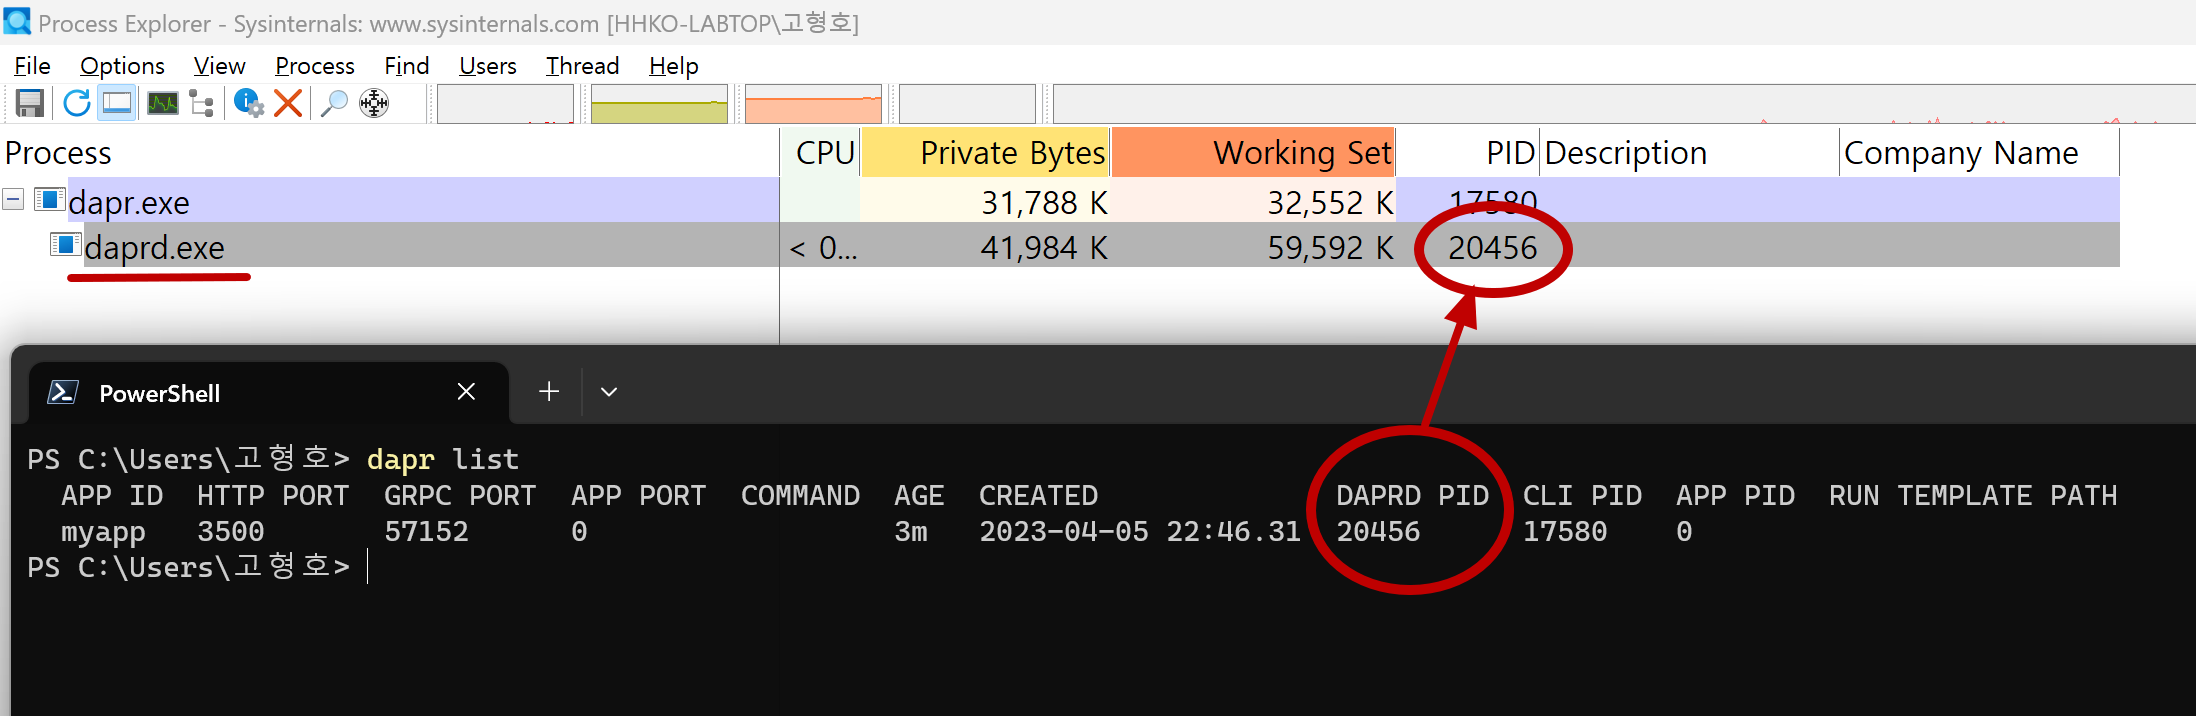 Process Explorer - Sysinternals: www.sysinternals.com [HHKO-LABTOP\고형호]
File Options View Process Find Users Thread Help
Process CPU Private Bytes Working Set PID Description Company Name
dapr.exe 31,788 K 32,552 K 17580
daprd.exe < 0... 41,984 K 59,592 K 20456
PowerShell
PS C:\Users\고형호> dapr list
APP ID HTTP PORT GRPC PORT APP PORT COMMAND AGE CREATED DAPRD PID CLI PID APP PID RUN TEMPLATE PATH
myapp 3500 57152 0 3m 2023-04-05 22:46.31 20456 17580 0
PS C:\Users\고형호>